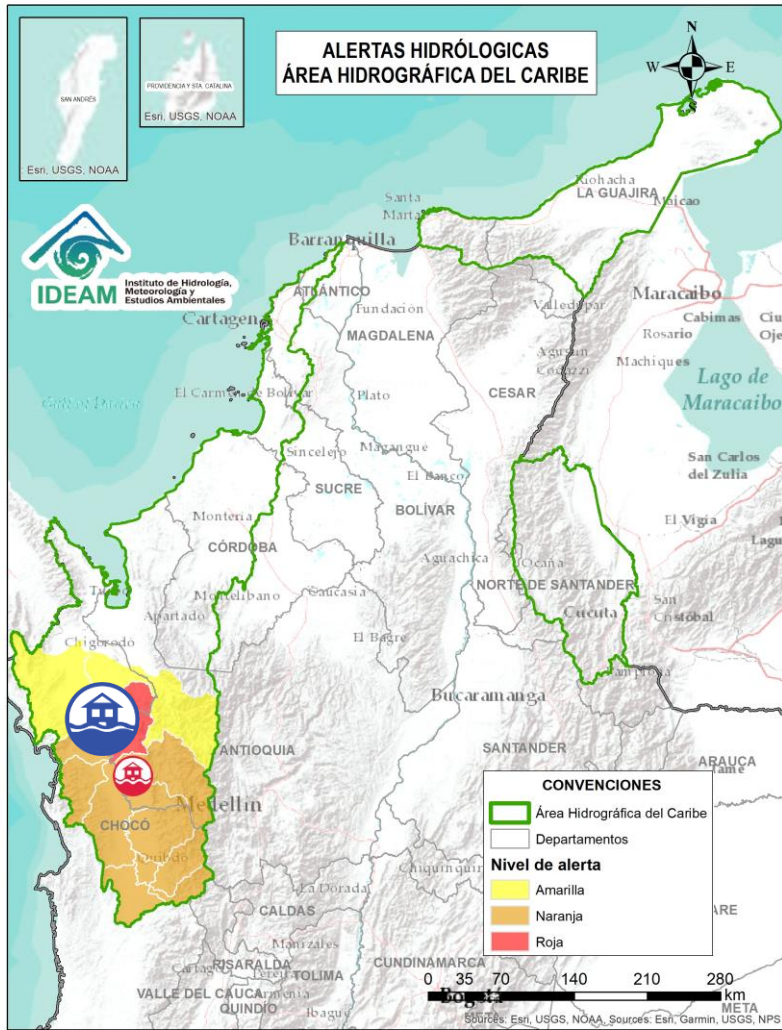 ALERTAS HIDRÓLOGICAS
ÁREA HIDROGRÁFICA DEL CARIBE
N
W E
S
SAN ANDRÉS
PROVIDENCIA Y STA. CATALINA
Esri, USGS, NOAA
Esri, USGS, NOAA
IDEAM
Instituto de Hidrología,
Meteorología y
Estudios Ambientales
Riohacha
LA GUAJIRA
Maicao
Santa
Marta
Barranquilla
ATLÁNTICO
Cartagena
Fundación
MAGDALENA
Valledupar
Maracaibo
Cabimas
Rosario
Machiques
Agustín
Codazzi
CESAR
Lago de
Maracaibo
El Carmen de Bolívar
Plato
San Carlos
del Zulia
Sincelejo
Magangue
SUCRE
El Banco
BOLÍVAR
El Vigía
Montería
CÓRDOBA
Aguachica
Ocaña
NORTE DE SANTANDER
Cucuta
San
Cristóbal
Montelibano
Caucasia
Apartado
El Bagre
Chigorodó
Pamplona
Bucaramanga
ANTIOQUIA
SANTANDER
ARAUCA
Medellín
CHOCÓ
Quibdó
CONVENCIONES
Área Hidrográfica del Caribe
Departamentos
Nivel de alerta
Amarilla
Naranja
Roja
La Dorada
CALDAS
Manizales
RISARALDA
Pereira
TOLIMA
CUNDINAMARCA
VALLE DEL CAUCA
Armenia
QUINDÍO
Ibague
Bogotá
META
0 35 70 140 210 280
km
Sources: Esri, USGS, NOAA, Sources: Esri, Garmin, USGS, NPS